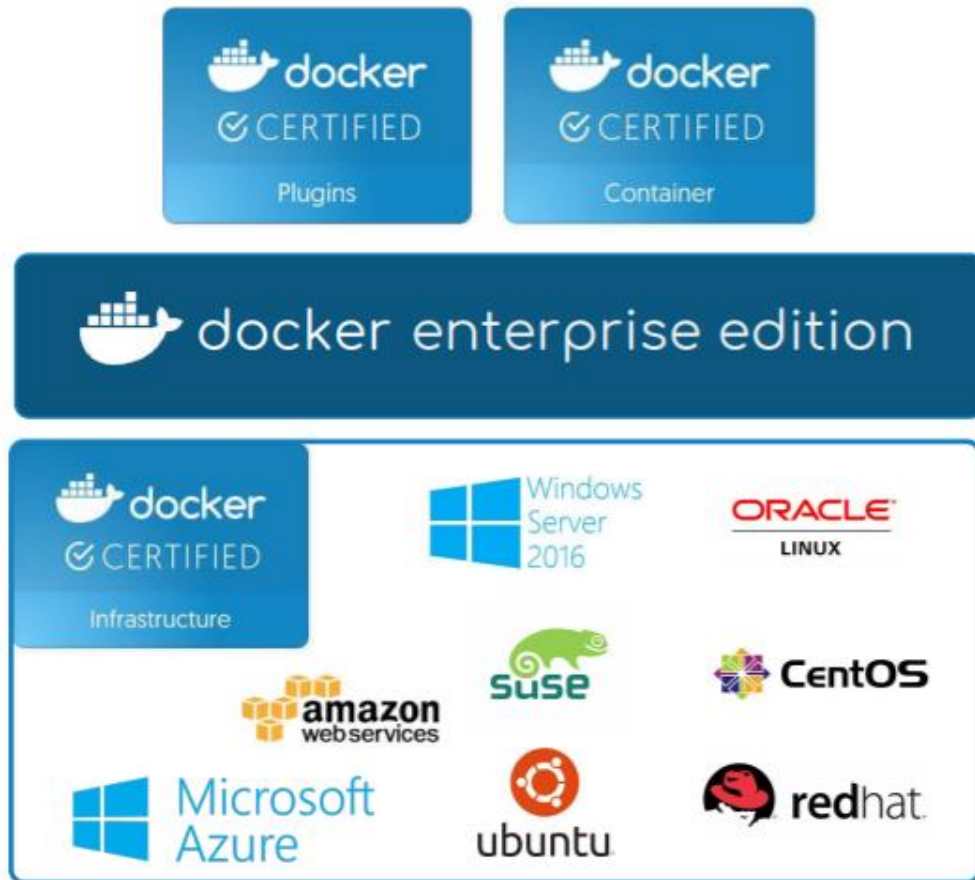 docker
CERTIFIED
Plugins
docker
CERTIFIED
Container
docker enterprise edition
docker
CERTIFIED
Infrastructure
Windows
Server
2016
ORACLE®
LINUX
amazon
webservices
suse
CentOS
Microsoft
Azure
ubuntu
redhat.